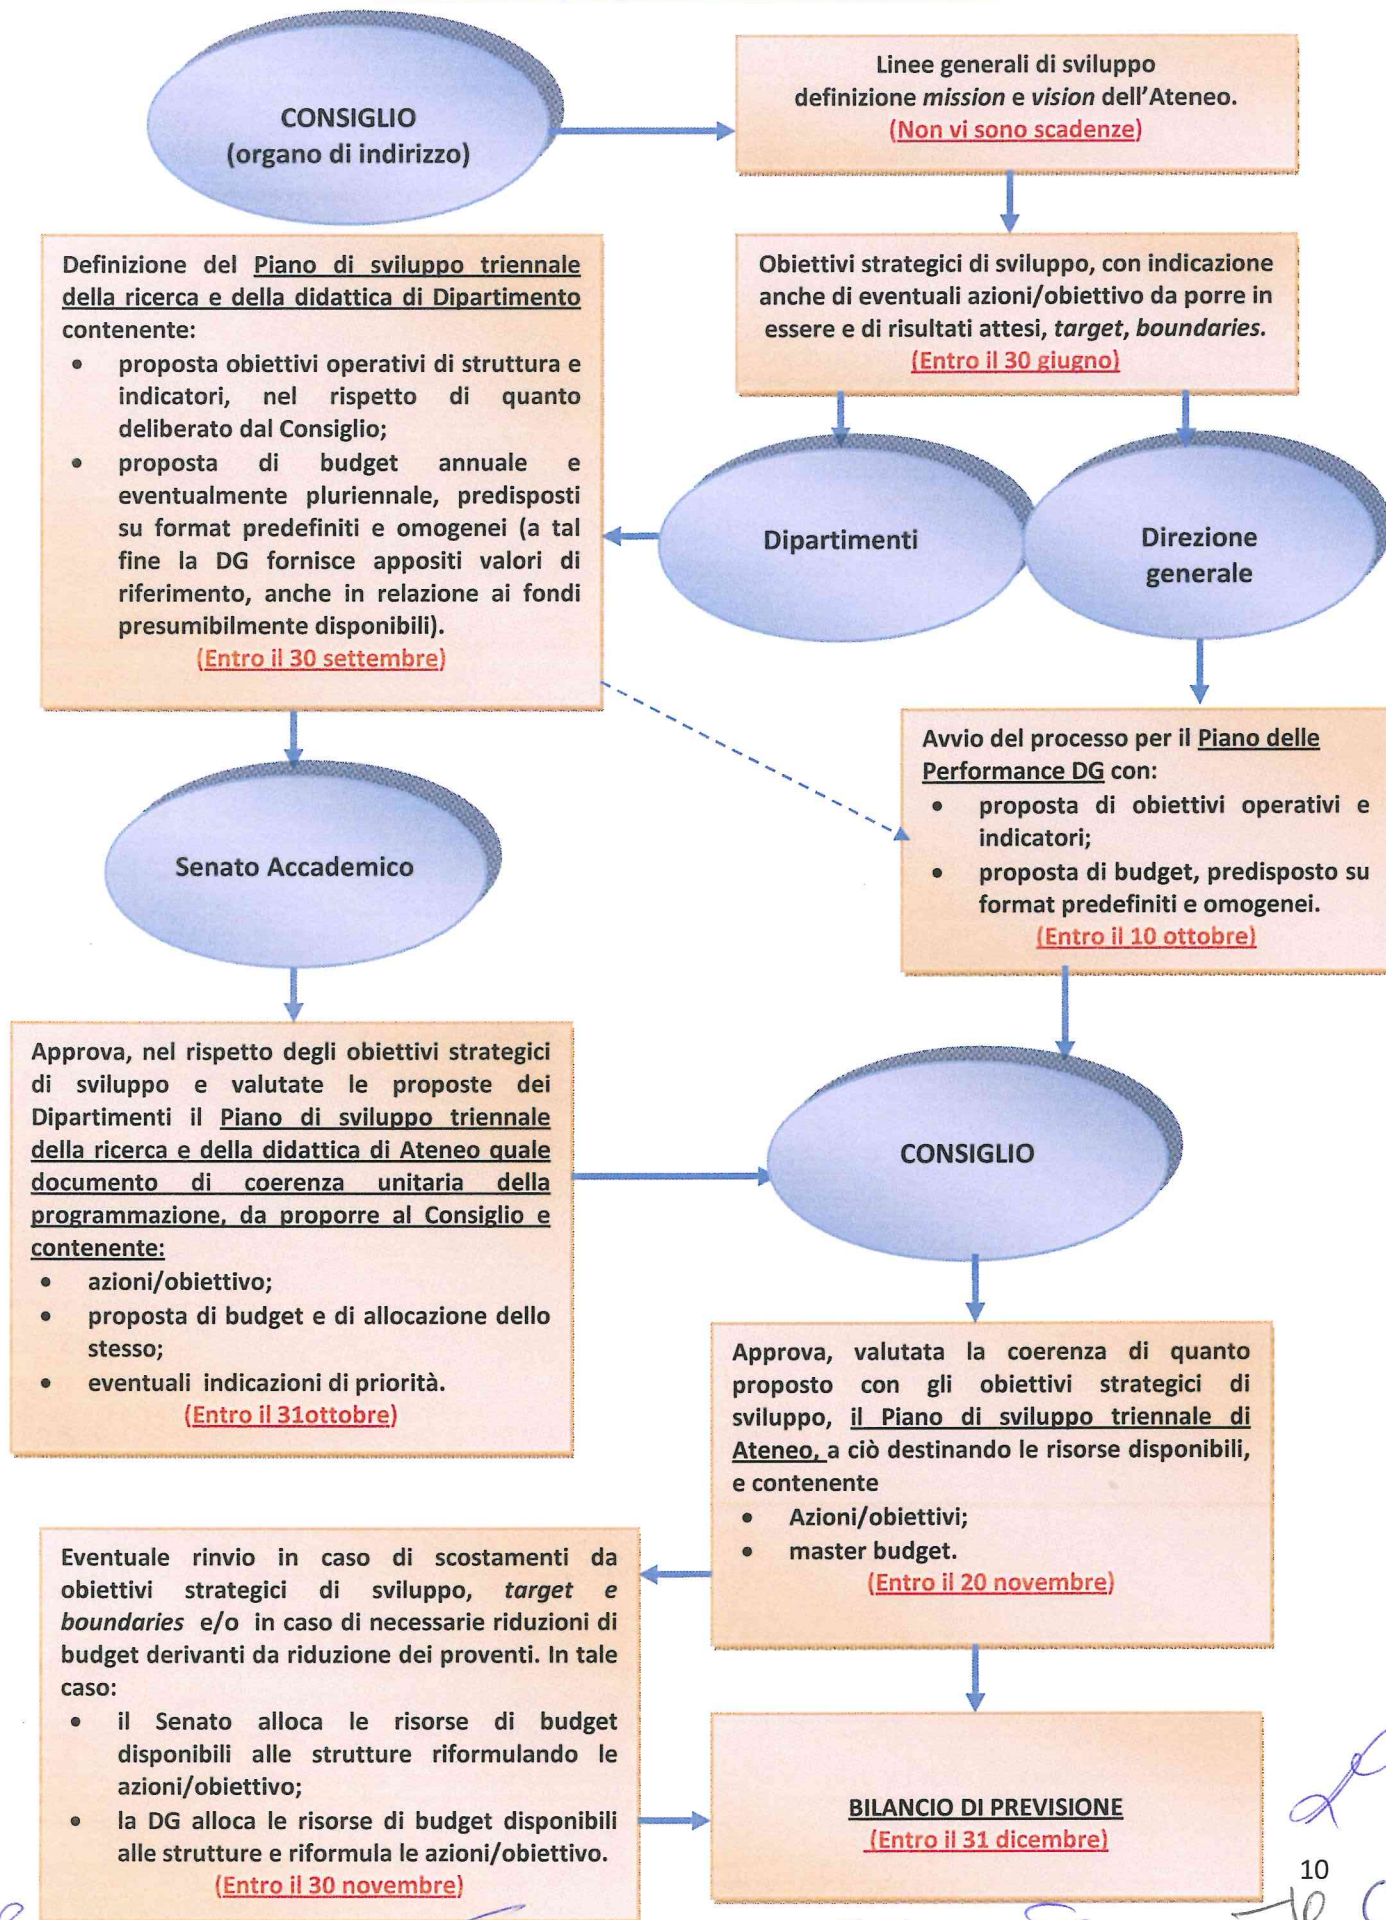 CONSIGLIO
(organo di indirizzo)
Linee generali di sviluppo
definizione mission e vision dell'Ateneo.
(Non vi sono scadenze)
Obiettivi strategici di sviluppo, con indicazione
anche di eventuali azioni/obiettivo da porre in
essere e di risultati attesi, target, boundaries.
(Entro il 30 giugno)
Definizione del Piano di sviluppo triennale
della ricerca e della didattica di Dipartimento
contenente:
• proposta obiettivi operativi di struttura e
indicatori, nel rispetto di quanto
deliberato dal Consiglio;
• proposta di budget annuale e
eventualmente pluriennale, predisposti
su format predefiniti e omogenei (a tal
fine la DG fornisce appositi valori di
riferimento, anche in relazione ai fondi
presumibilmente disponibili).
(Entro il 30 settembre)
Dipartimenti
Direzione
generale
Avvio del processo per il Piano delle
Performance DG con:
• proposta di obiettivi operativi e
indicatori;
• proposta di budget, predisposto su
format predefiniti e omogenei.
(Entro il 10 ottobre)
Senato Accademico
Approva, nel rispetto degli obiettivi strategici
di sviluppo e valutate le proposte dei
Dipartimenti il Piano di sviluppo triennale
della ricerca e della didattica di Ateneo quale
documento di coerenza unitaria della
programmazione, da proporre al Consiglio e
contenente:
• azioni/obiettivo;
• proposta di budget e di allocazione dello
stesso;
• eventuali indicazioni di priorità.
(Entro il 31ottobre)
CONSIGLIO
Approva, valutata la coerenza di quanto
proposto con gli obiettivi strategici di
sviluppo, il Piano di sviluppo triennale di
Ateneo, a ciò destinando le risorse disponibili,
e contenente
• Azioni/obiettivi;
• master budget.
(Entro il 20 novembre)
Eventuale rinvio in caso di scostamenti da
obiettivi strategici di sviluppo, target e
boundaries e/o in caso di necessarie riduzioni di
budget derivanti da riduzione dei proventi. In tale
caso:
• il Senato alloca le risorse di budget
disponibili alle strutture riformulando le
azioni/obiettivo;
• la DG alloca le risorse di budget disponibili
alle strutture e riformula le azioni/obiettivo.
(Entro il 30 novembre)
BILANCIO DI PREVISIONE
(Entro il 31 dicembre)
10